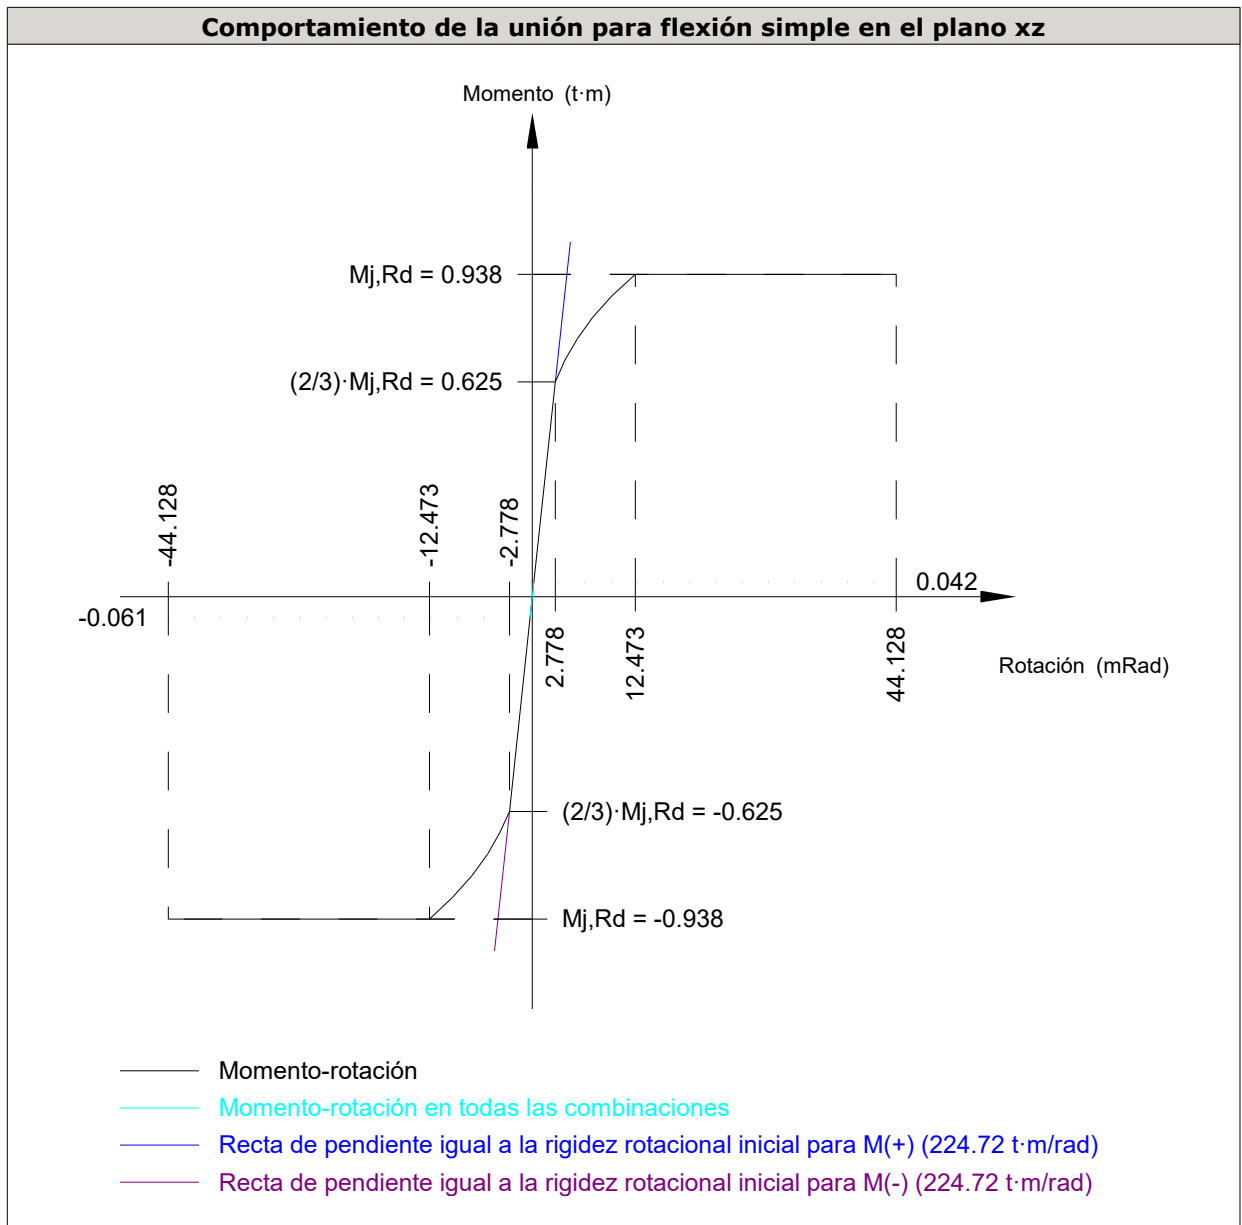 Comportamiento de la unión para flexión simple en el plano xz
Momento (t·m)
Mj,Rd = 0.938
(2/3)·Mj,Rd = 0.625
-44.128
-12.473
-2.778
0.042
-0.061
2.778
12.473
44.128
Rotación (mRad)
(2/3)·Mj,Rd = -0.625
Mj,Rd = -0.938
Momento-rotación
Momento-rotación en todas las combinaciones
Recta de pendiente igual a la rigidez rotacional inicial para M(+) (224.72 t·m/rad)
Recta de pendiente igual a la rigidez rotacional inicial para M(-) (224.72 t·m/rad)